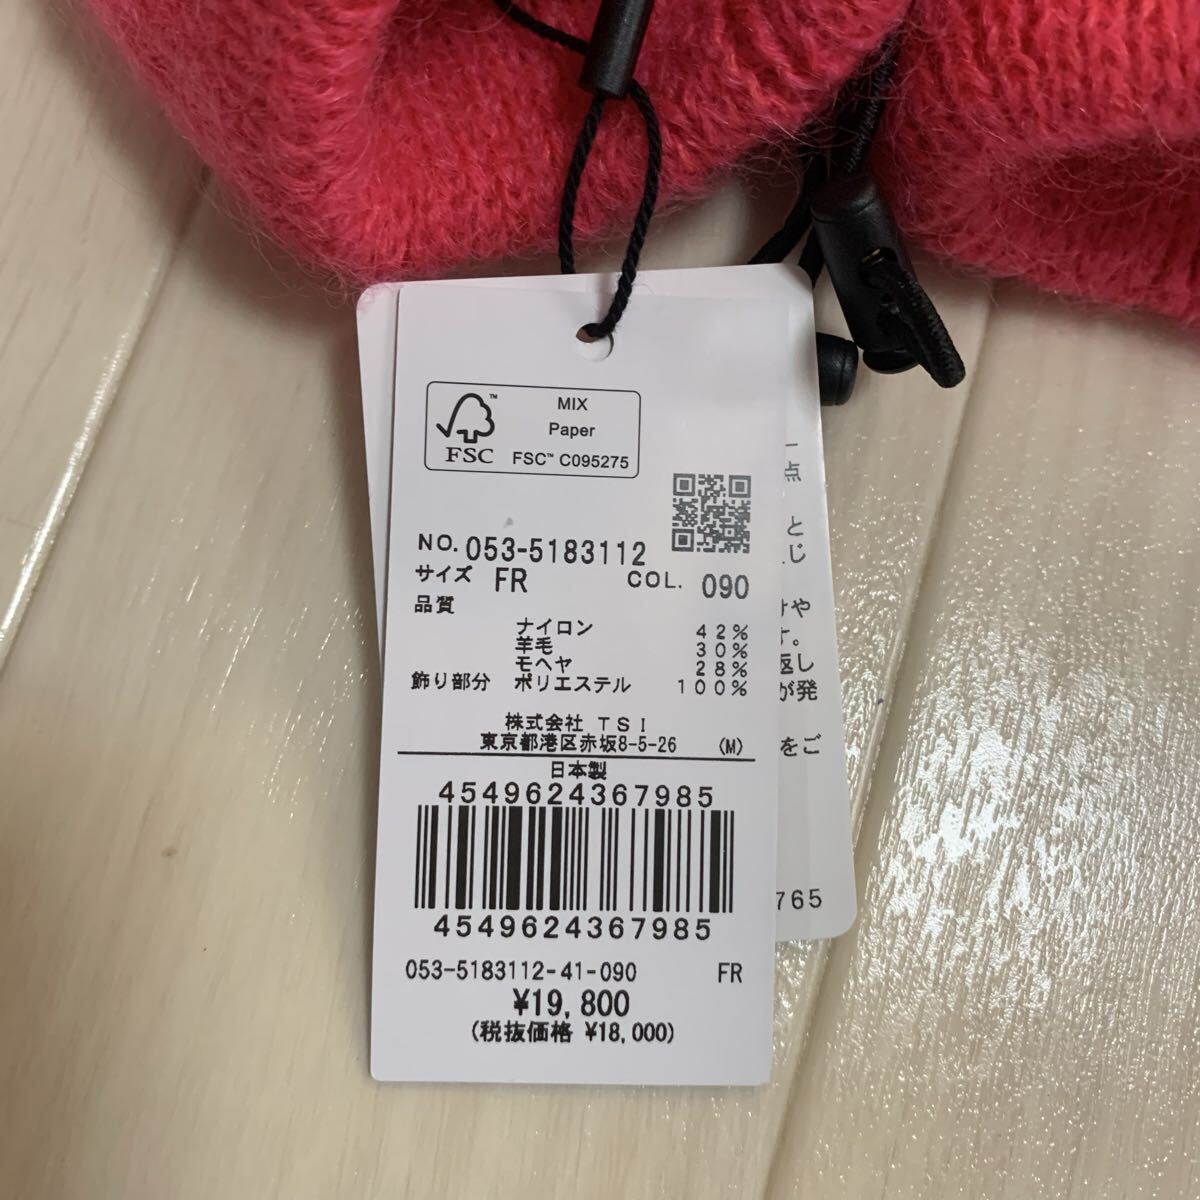 MIX
Paper
FSC™ C095275
FSC
NO. 053-5183112
サイズ FR COL. 090
品質
ナイロン 42%
羊毛 30%
モヘヤ 28%
飾り部分 ポリエステル 100%
株式会社 TSI
東京都港区赤坂8-5-26 (M)
日本製
4549624367985
4549624367985
053-5183112-41-090 FR
¥19,800
(税抜価格 ¥18,000)
点
と
じ
や
す。
返し
が発
をご
765